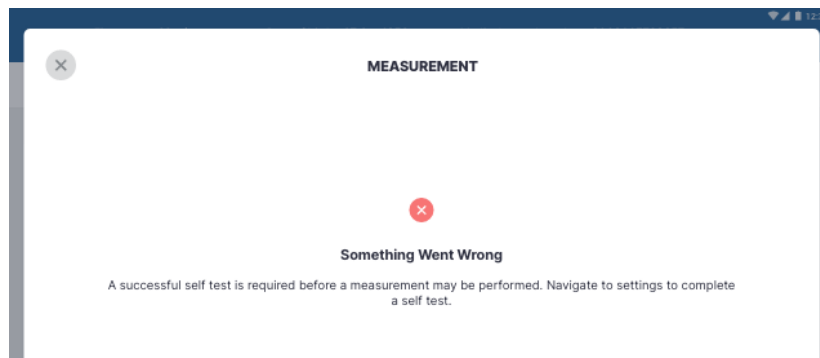 12:
MEASUREMENT
Something Went Wrong
A successful self test is required before a measurement may be performed. Navigate to settings to complete
a self test.